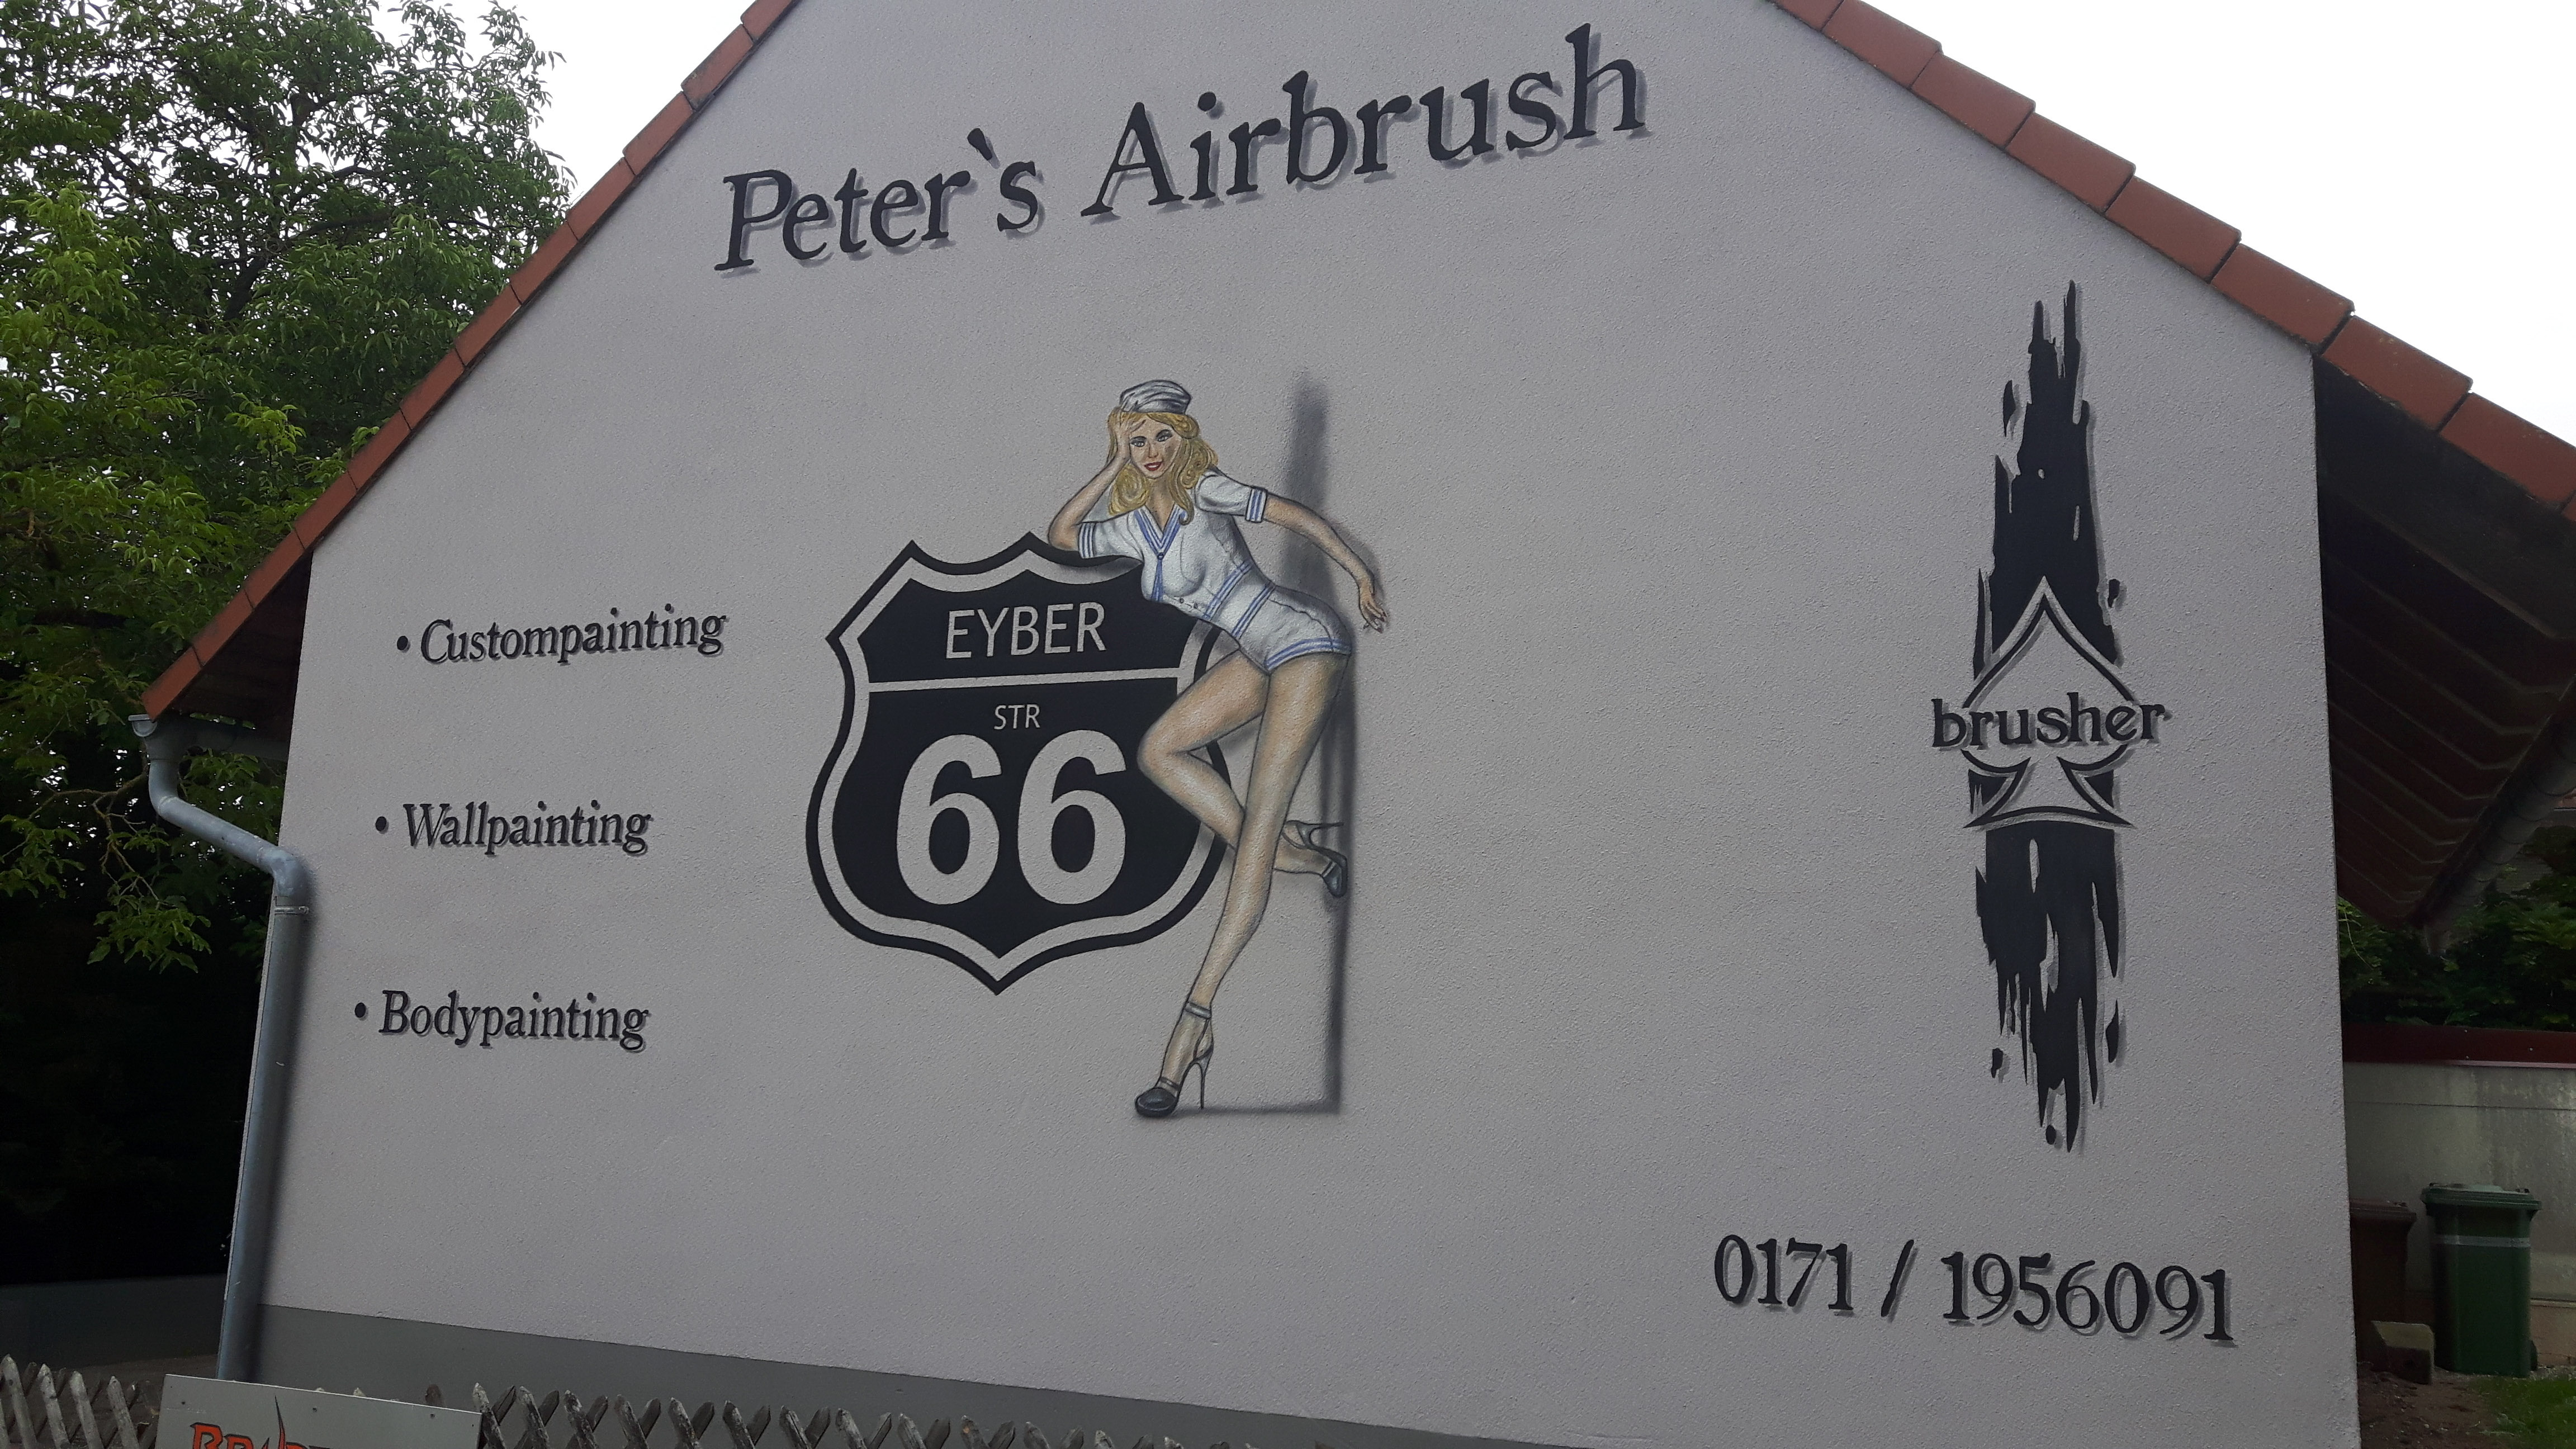 Peter`s Airbrush
• Custompainting
• Wallpainting
• Bodypainting
EYBER
STR
66
brusher
0171 / 1956091